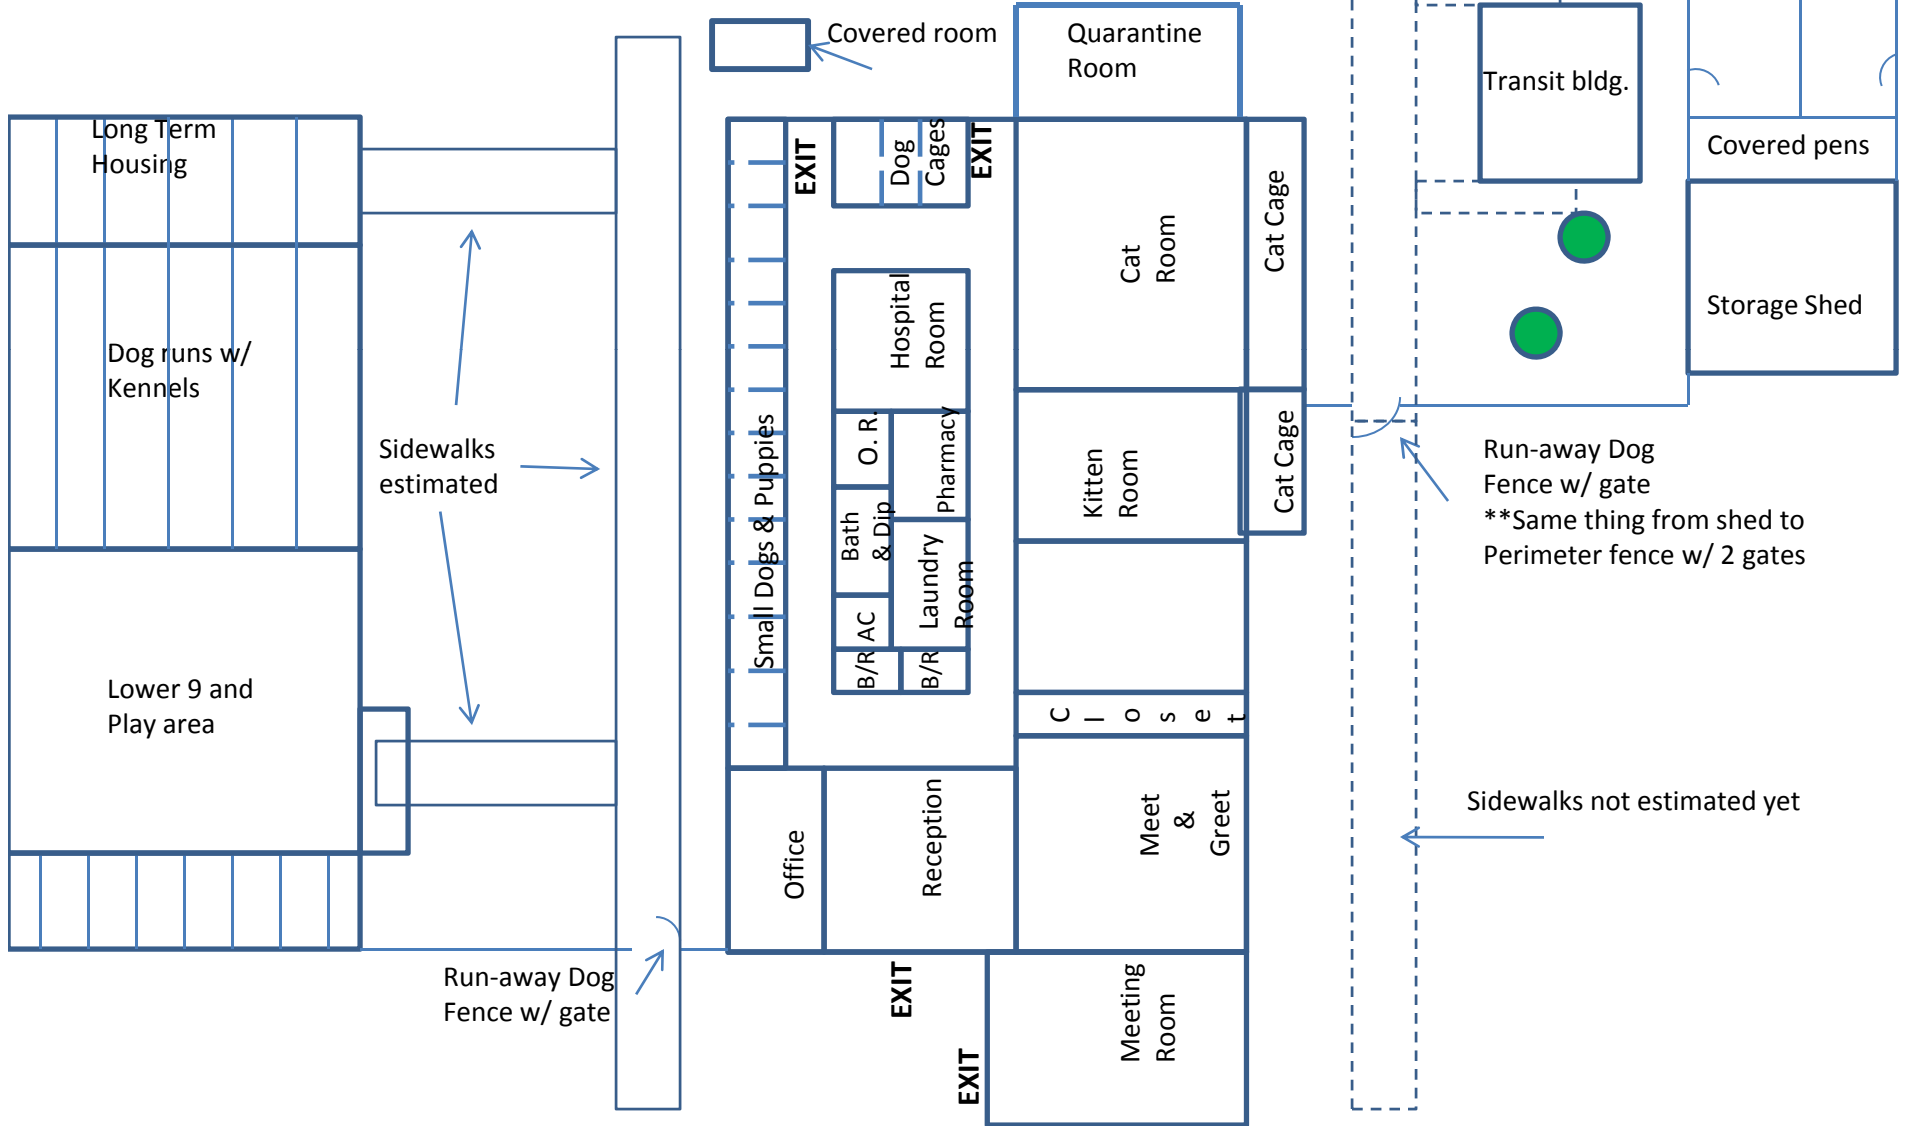 Covered room
Quarantine
Room
Transit bldg.
Covered pens
Long Term
Housing
EXIT
Dog
Cages
EXIT
Cat
Room
Cat Cage
Storage Shed
Dog runs w/
Kennels
Hospital
Room
Sidewalks
estimated
Small Dogs & Puppies
O. R.
Pharmacy
Bath
& Dip
Laundry
Room
AC
B/R
B/R
Kitten
Room
Cat Cage
Run-away Dog
Fence w/ gate
**Same thing from shed to
Perimeter fence w/ 2 gates
Lower 9 and
Play area
Closet
Meet
&
Greet
Sidewalks not estimated yet
Office
Reception
Run-away Dog
Fence w/ gate
EXIT
Meeting
Room
EXIT